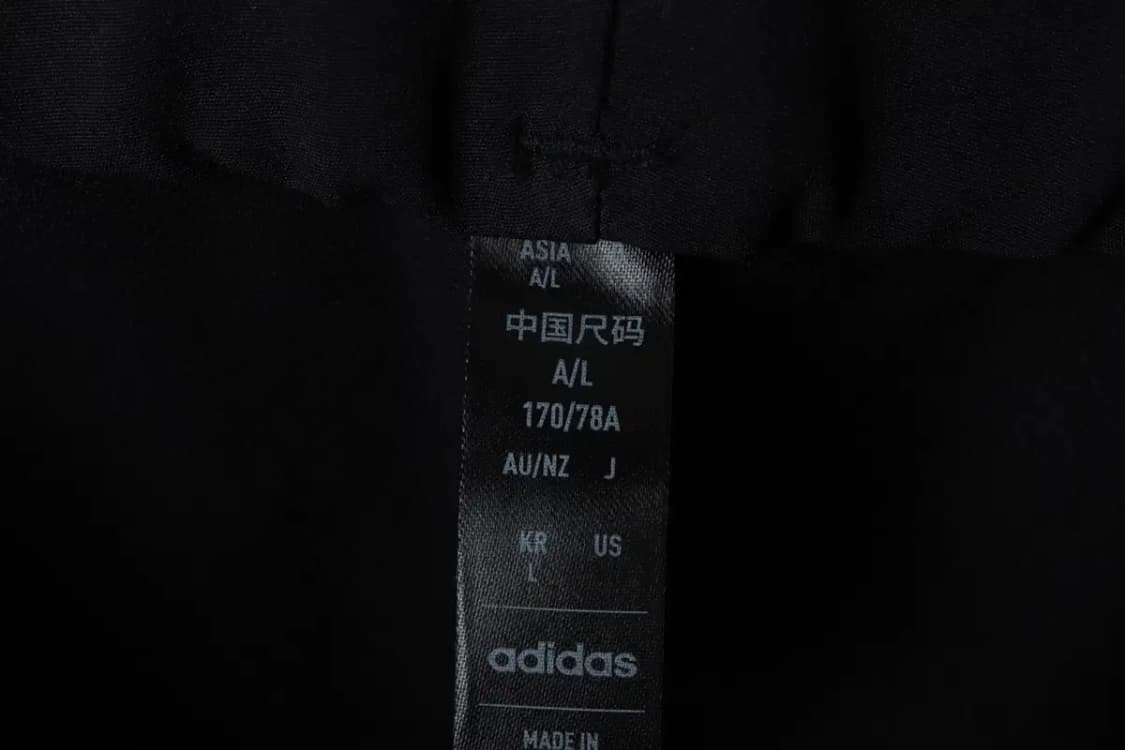 ASIA
A/L
中国尺码
A/L
170/78A
AU/NZ J
KR US
L
adidas
MADE IN